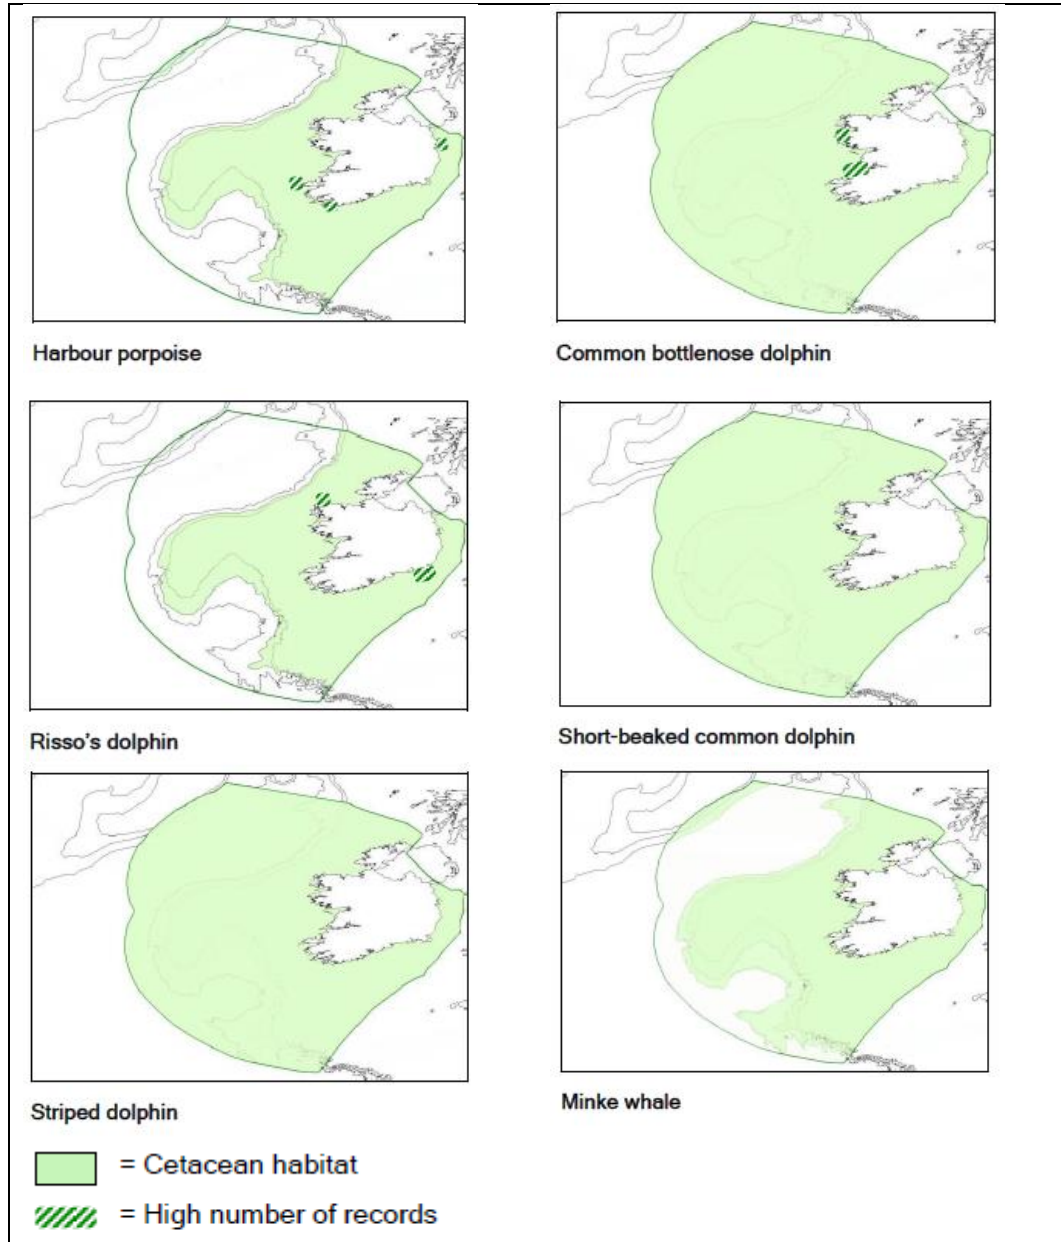 Harbour porpoise
Common bottlenose dolphin
Risso's dolphin
Short-beaked common dolphin
Striped dolphin
Minke whale
= Cetacean habitat
= High number of records